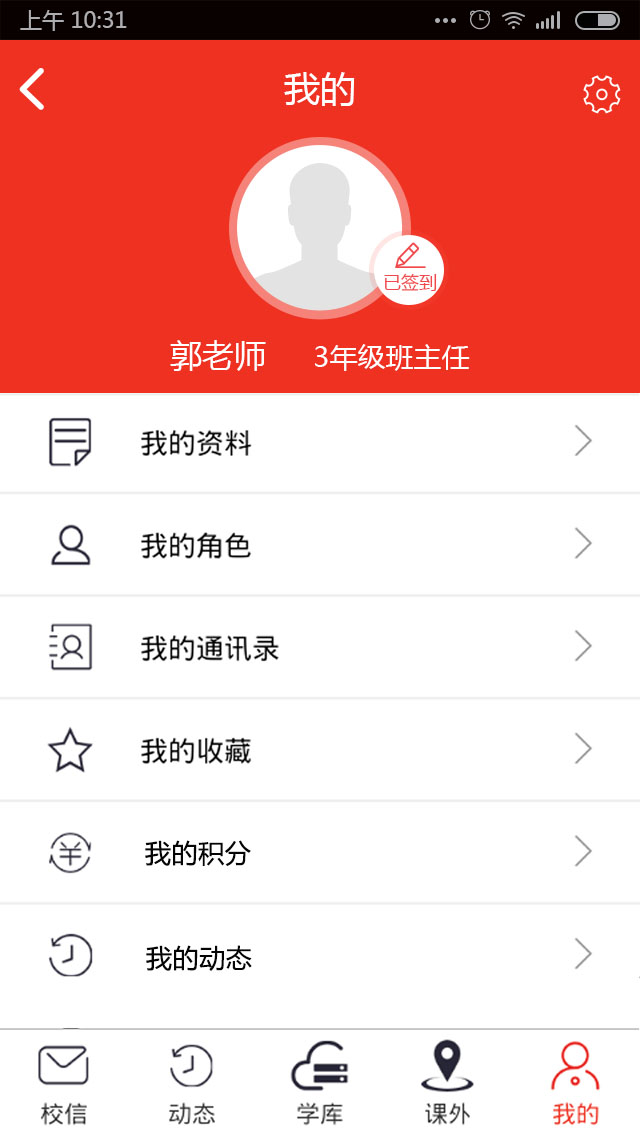 上午 10:31
我的
已签到
郭老师 3年级班主任
我的资料
我的角色
我的通讯录
我的收藏
我的积分
我的动态
校信 动态 学库 课外 我的